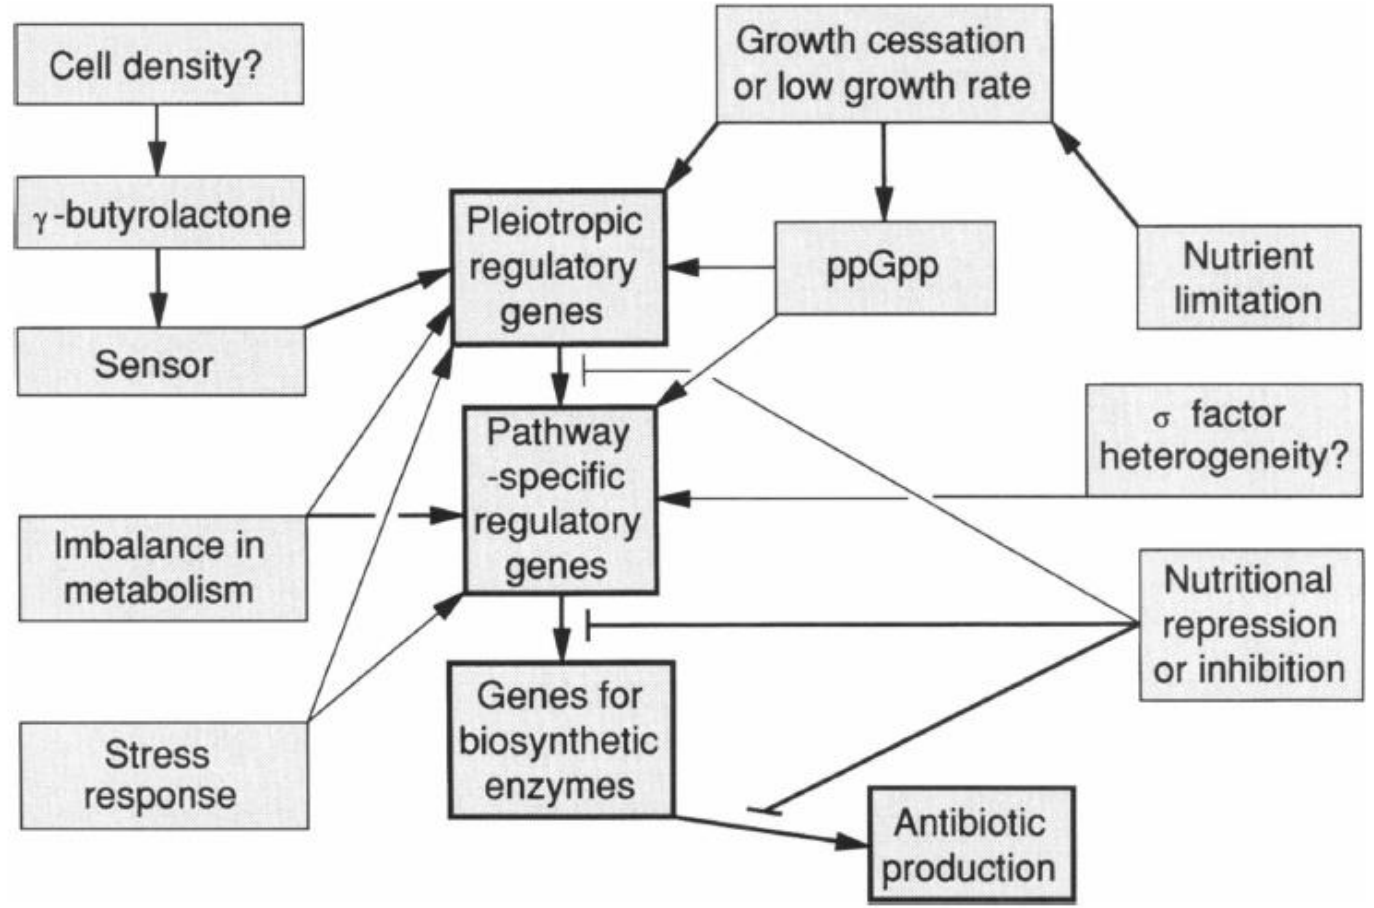 Cell density?
Growth cessation
or low growth rate
γ-butyrolactone
Pleiotropic
regulatory
genes
ppGpp
Nutrient
limitation
Sensor
Pathway
-specific
regulatory
genes
σ factor
heterogeneity?
Imbalance in
metabolism
Nutritional
repression
or inhibition
Stress
response
Genes for
biosynthetic
enzymes
Antibiotic
production